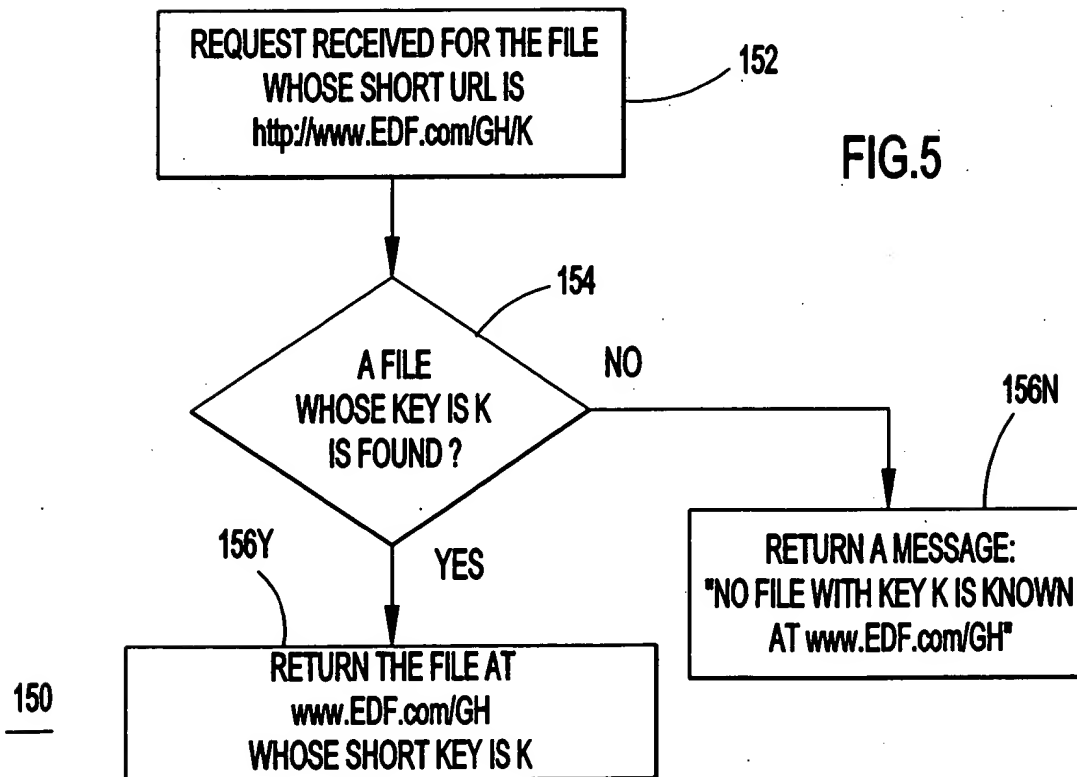 REQUEST RECEIVED FOR THE FILE
WHOSE SHORT URL IS
http://www.EDF.com/GH/K
152
FIG.5
154
A FILE
WHOSE KEY IS K
IS FOUND ?
NO
156N
RETURN A MESSAGE:
"NO FILE WITH KEY K IS KNOWN
AT www.EDF.com/GH"
156Y
YES
RETURN THE FILE AT
www.EDF.com/GH
WHOSE SHORT KEY IS K
150